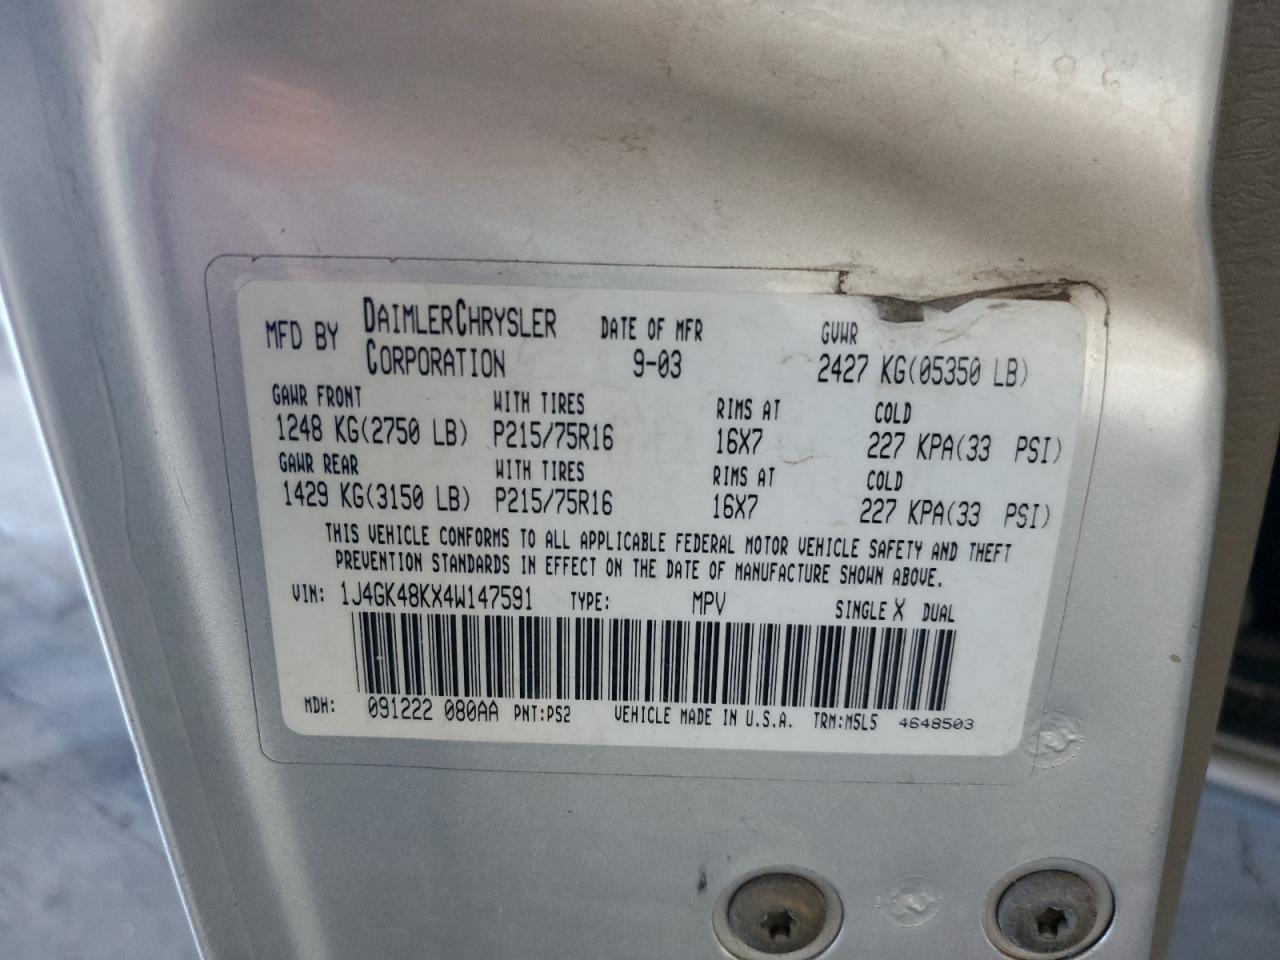 MFD BY DAIMLERCHRYSLER CORPORATION DATE OF MFR 9-03 GVWR 2427 KG(05350 LB)
GAWR FRONT WITH TIRES RIMS AT COLD
1248 KG(2750 LB) P215/75R16 16X7 227 KPA(33 PSI)
GAWR REAR WITH TIRES RIMS AT COLD
1429 KG(3150 LB) P215/75R16 16X7 227 KPA(33 PSI)
THIS VEHICLE CONFORMS TO ALL APPLICABLE FEDERAL MOTOR VEHICLE SAFETY AND THEFT
PREVENTION STANDARDS IN EFFECT ON THE DATE OF MANUFACTURE SHOWN ABOVE.
VIN: 1J4GK48KX4W147591 TYPE: MPV SINGLE X DUAL
MDH: 091222 080AA PNT:PS2 VEHICLE MADE IN U.S.A. TRM:M5L5 4648503